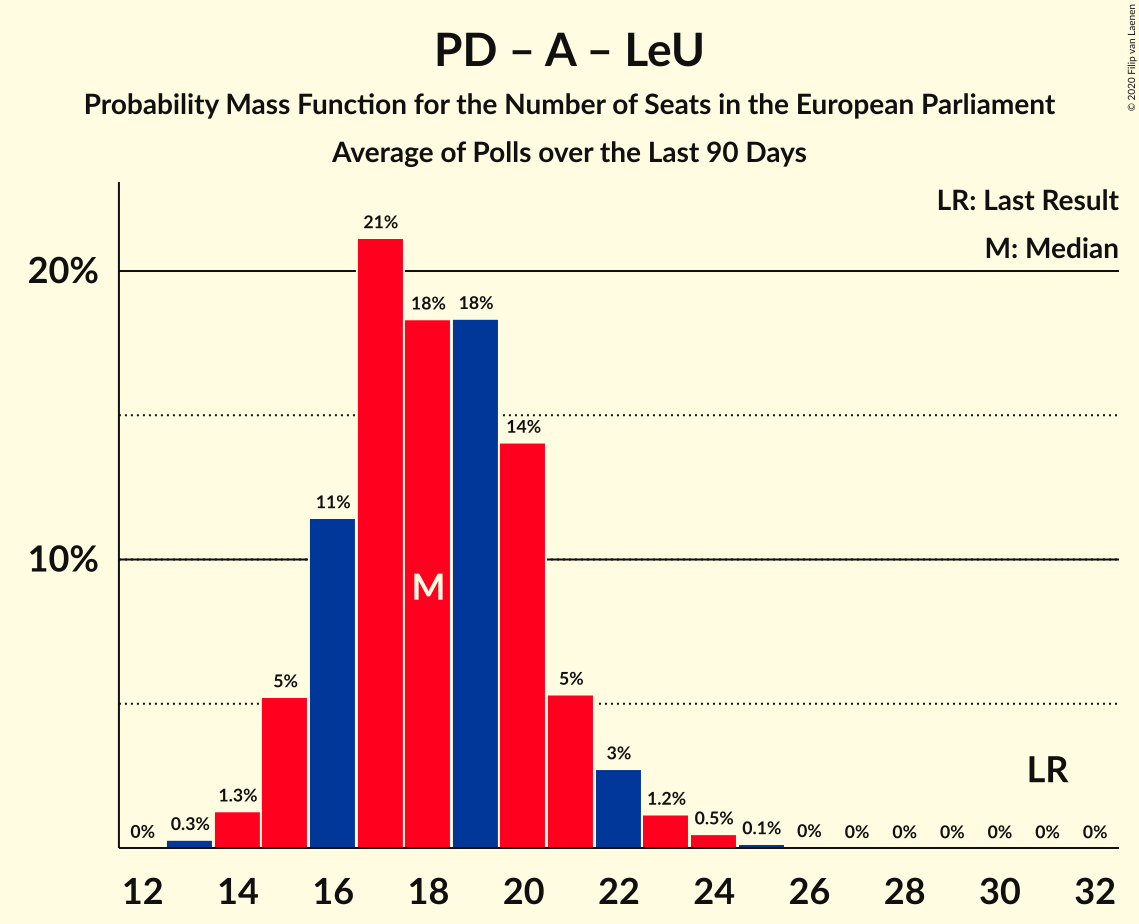 PD – A – LeU
Probability Mass Function for the Number of Seats in the European Parliament
Average of Polls over the Last 90 Days
© 2020 Filip van Laenen
LR: Last Result
M: Median
20%
10%
0%
0.3%
1.3%
5%
11%
21%
18%
18%
14%
5%
3%
1.2%
0.5%
0.1%
0%
0%
0%
0%
0%
0%
0%
M
LR
12 14 16 18 20 22 24 26 28 30 32